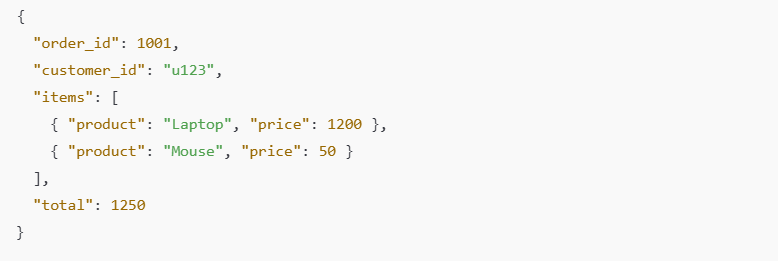 {
  "order_id": 1001,
  "customer_id": "u123",
  "items": [
    { "product": "Laptop", "price": 1200 },
    { "product": "Mouse", "price": 50 }
  ],
  "total": 1250
}